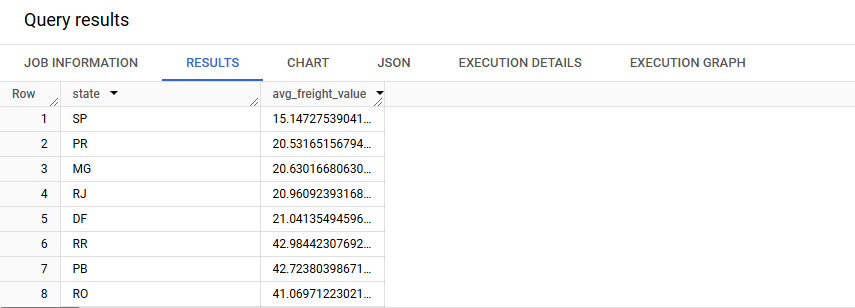 Query results
JOB INFORMATION RESULTS CHART JSON EXECUTION DETAILS EXECUTION GRAPH
Row state avg_freight_value
1 SP 15.14727539041...
2 PR 20.53165156794...
3 MG 20.63016680630...
4 RJ 20.96092393168...
5 DF 21.04135494596...
6 RR 42.98442307692...
7 PB 42.72380398671...
8 RO 41.06971223021...